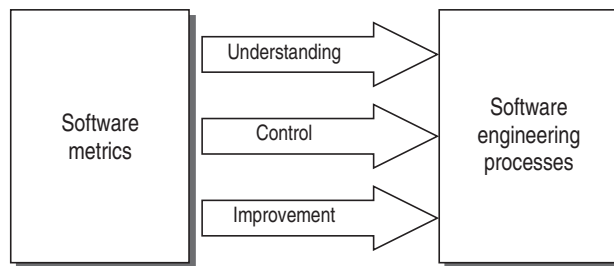 Software
metrics
Understanding
Control
Improvement
Software
engineering
processes